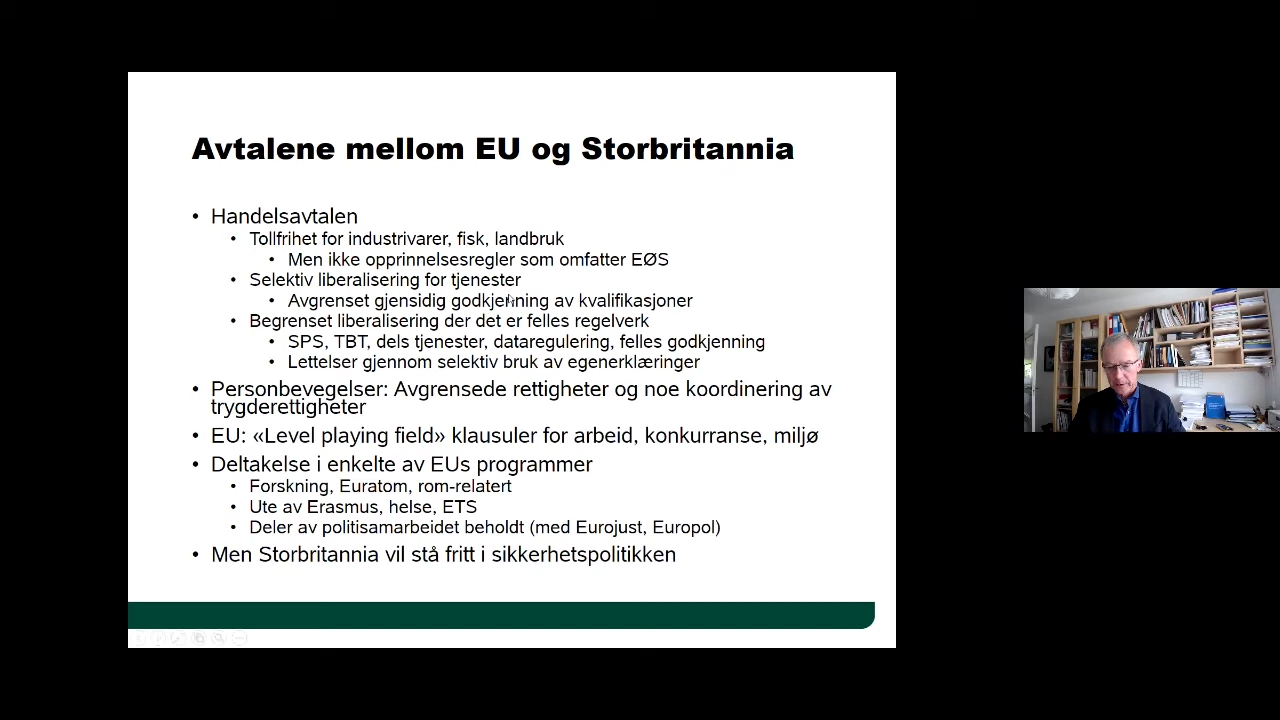 Avtalene mellom EU og Storbritannia
• Handelsavtalen
• Tollfrihet for industrivarer, fisk, landbruk
• Men ikke opprinnelsesregler som omfatter EØS
• Selektiv liberalisering for tjenester
• Avgrenset gjensidig godkjenning av kvalifikasjoner
• Begrenset liberalisering der det er felles regelverk
• SPS, TBT, dels tjenester, dataregulering, felles godkjenning
• Lettelser gjennom selektiv bruk av egenerklæringer
• Personbevegelser: Avgrensede rettigheter og noe koordinering av
trygderettigheter
• EU: «Level playing field» klausuler for arbeid, konkurranse, miljø
• Deltakelse i enkelte av EUs programmer
• Forskning, Euratom, rom-relatert
• Ute av Erasmus, helse, ETS
• Deler av politisamarbeidet beholdt (med Eurojust, Europol)
• Men Storbritannia vil stå fritt i sikkerhetspolitikken